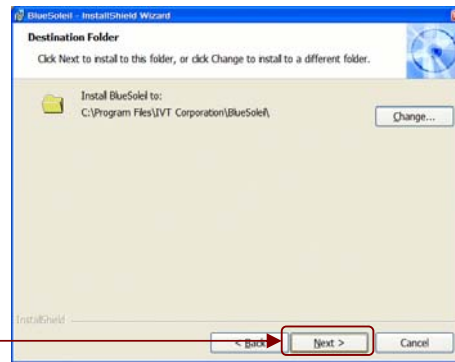 BlueSoleil - InstallShield Wizard
Destination Folder
Click Next to install to this folder, or click Change to install to a different folder.
Install BlueSoleil to:
C:\Program Files\IVT Corporation\BlueSoleil\
Change...
InstallShield
< Back
Next >
Cancel